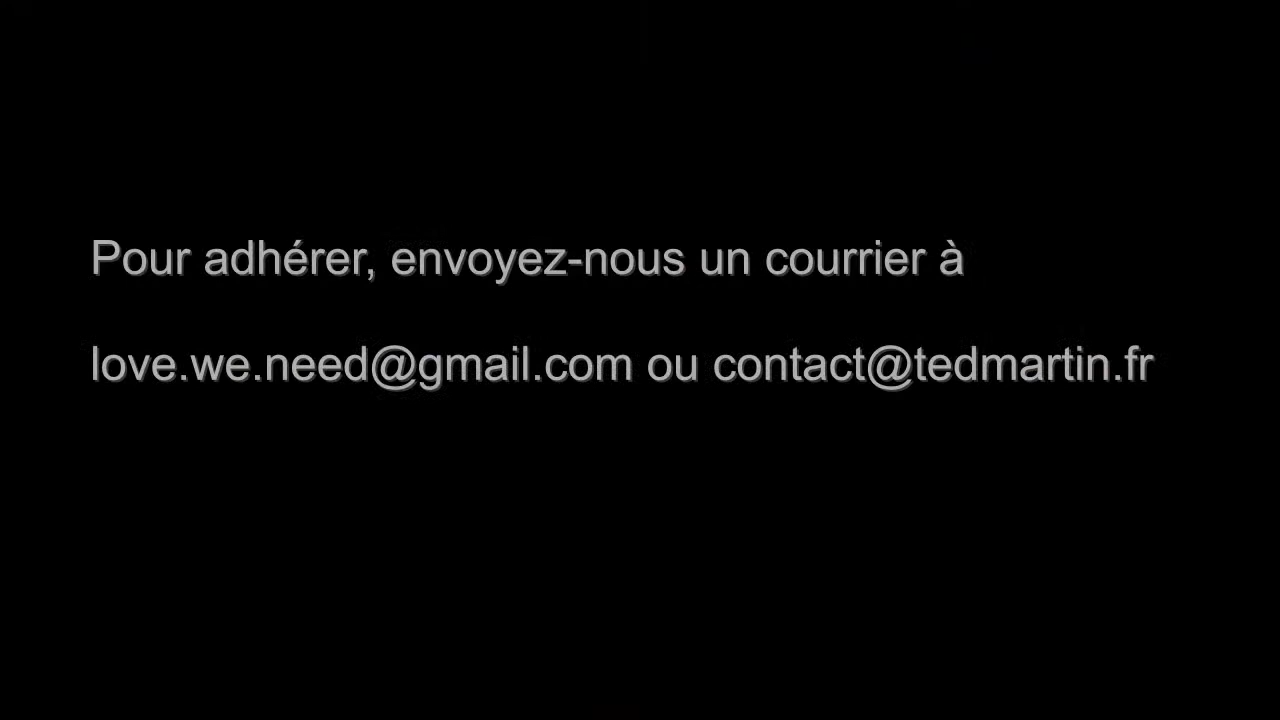 Pour adhérer, envoyez-nous un courrier à
love.we.need@gmail.com ou contact@tedmartin.fr